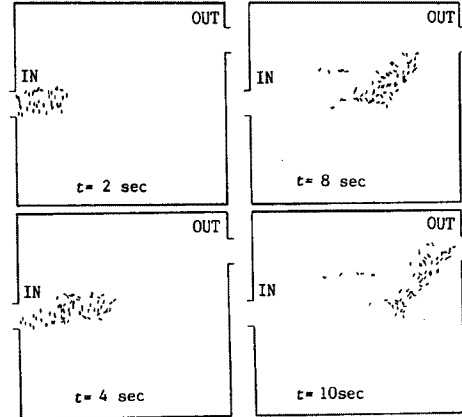 OUT
IN
t= 2 sec
OUT
IN
t= 8 sec
OUT
IN
t= 4 sec
OUT
IN
t= 10sec